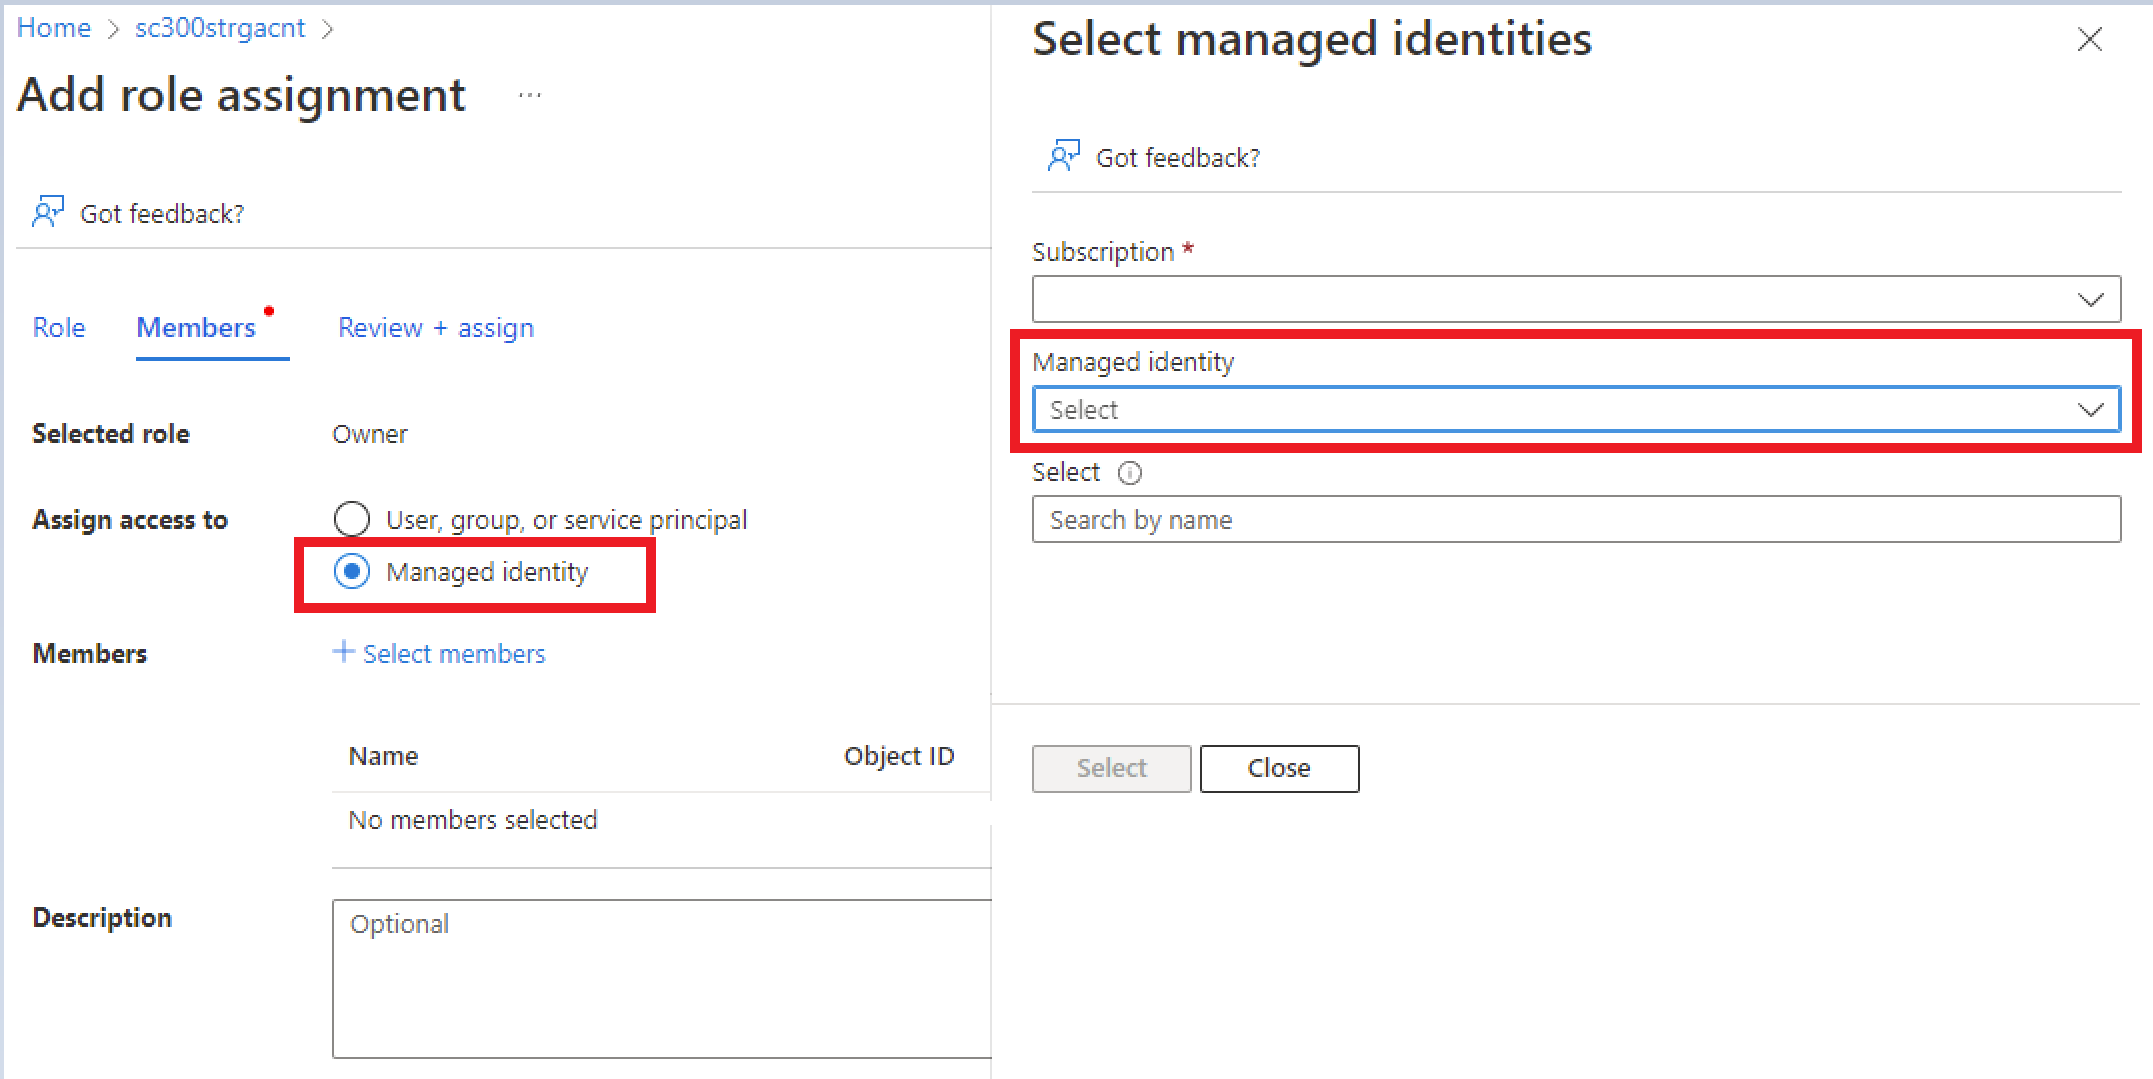 Home > sc300strgacnt >
Add role assignment ...
Got feedback?
Role Members Review + assign
Selected role Owner
Assign access to User, group, or service principal
Managed identity
Members + Select members
Name Object ID
No members selected
Description Optional
Select managed identities
Got feedback?
Subscription *
Managed identity
Select
Select
Search by name
Select Close